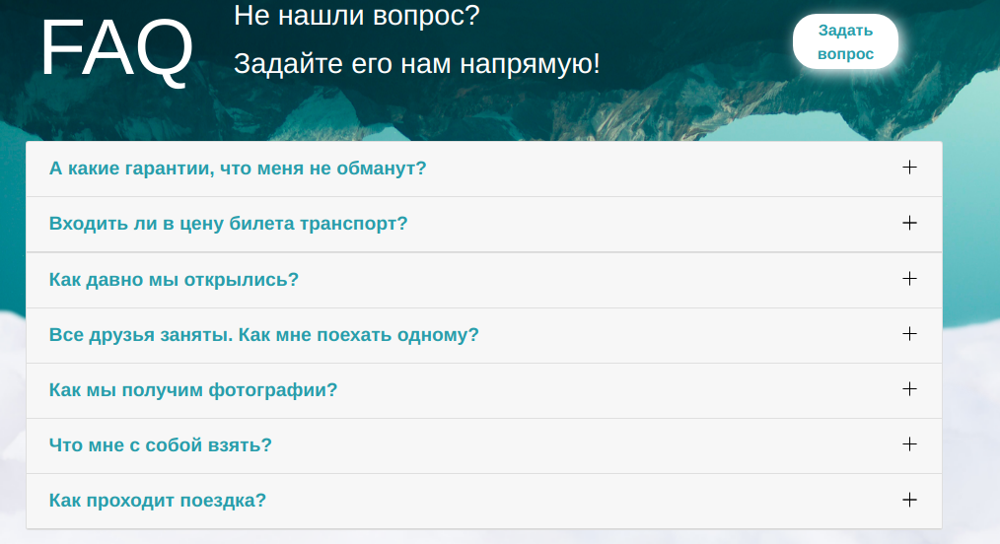 FAQ
Не нашли вопрос?
Задайте его нам напрямую!
Задать
вопрос
А какие гарантии, что меня не обманут?
Входить ли в цену билета транспорт?
Как давно мы открылись?
Все друзья заняты. Как мне поехать одному?
Как мы получим фотографии?
Что мне с собой взять?
Как проходит поездка?